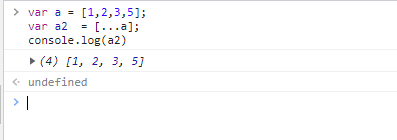 > var a = [1,2,3,5];
var a2  = [...a];
console.log(a2)
▶ (4) [1, 2, 3, 5]
< undefined
>